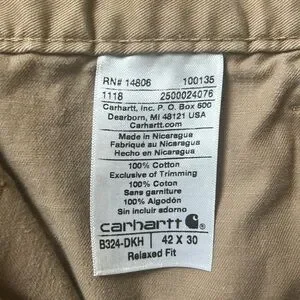 RN# 14806 100135
1118 2500024076
Carhartt, Inc. P. O. Box 600
Dearborn, MI 48121 USA
Carhartt.com
Made in Nicaragua
Fabriqué au Nicaragua
Hecho en Nicaragua
100% Cotton
Exclusive of Trimming
100% Coton
Sans garniture
100% Algodón
Sin incluir adorno
carhartt
B324-DKH 42 X 30
Relaxed Fit